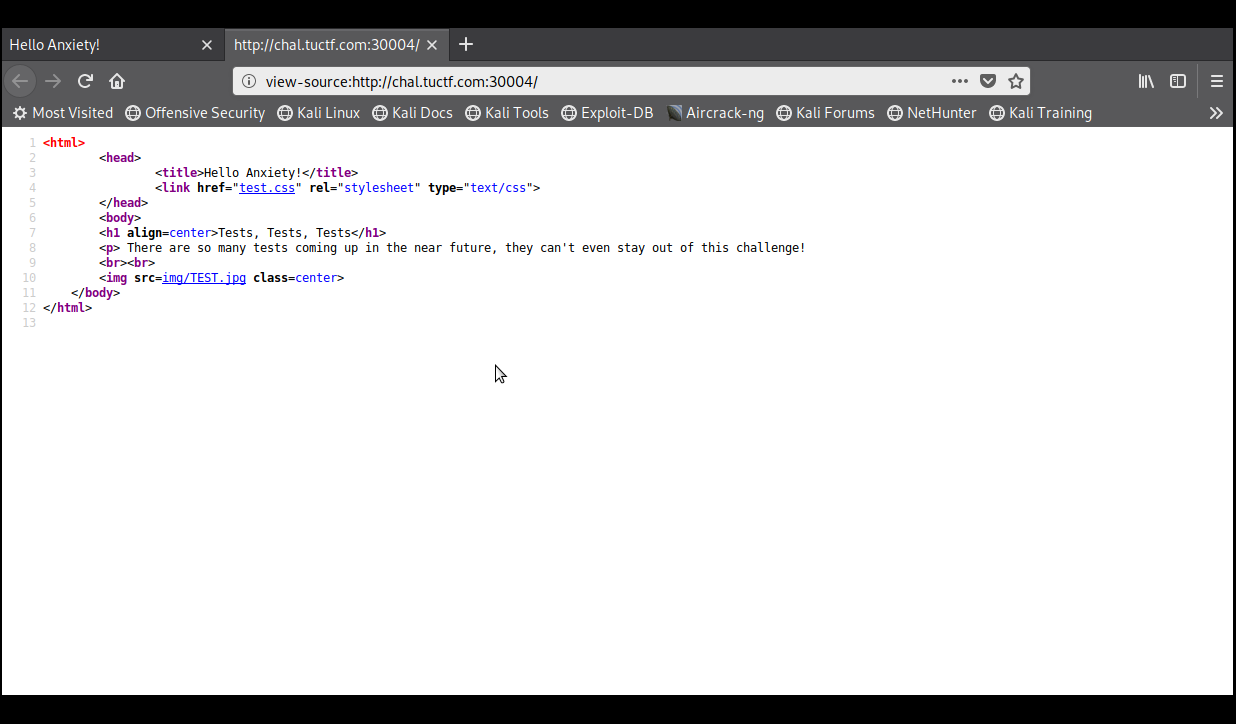 Hello Anxiety!
http://chal.tuctf.com:30004/
view-source:http://chal.tuctf.com:30004/
Most Visited Offensive Security Kali Linux Kali Docs Kali Tools Exploit-DB Aircrack-ng Kali Forums NetHunter Kali Training
1 <html>
2 <head>
3 <title>Hello Anxiety!</title>
4 <link href="test.css" rel="stylesheet" type="text/css">
5 </head>
6 <body>
7 <h1 align=center>Tests, Tests, Tests</h1>
8 <p> There are so many tests coming up in the near future, they can't even stay out of this challenge!
9 <br><br>
10 <img src=img/TEST.jpg class=center>
11 </body>
12 </html>
13